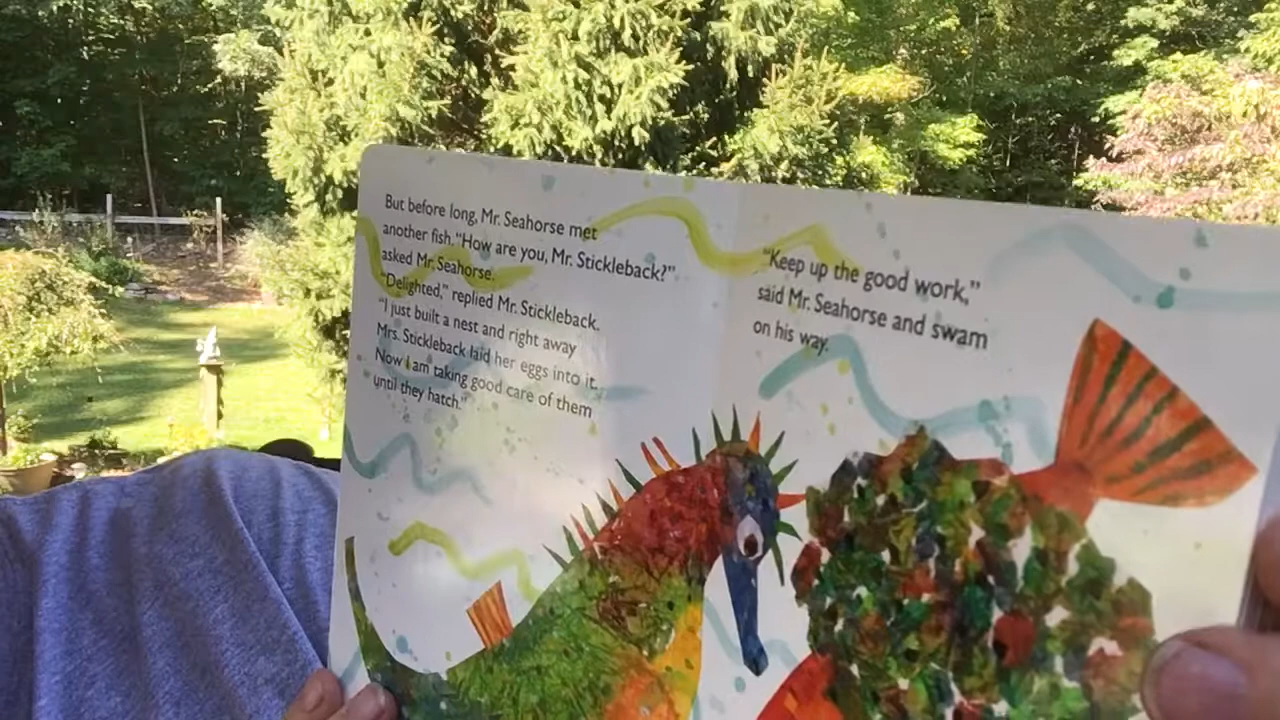 But before long, Mr. Seahorse met
another fish. "How are you, Mr. Stickleback?"
asked Mr. Seahorse.
"Delighted," replied Mr. Stickleback.
"I just built a nest and right away
Mrs. Stickleback laid her eggs into it.
Now I am taking good care of them
until they hatch."
"Keep up the good work,"
said Mr. Seahorse and swam
on his way.